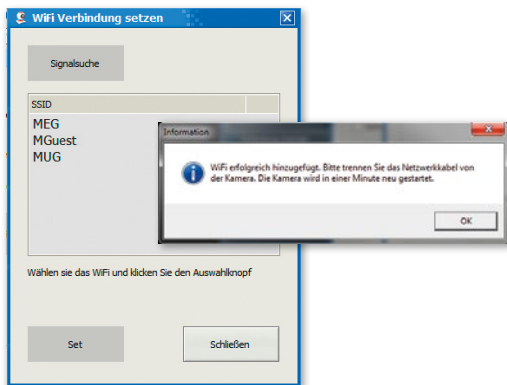 WiFi Verbindung setzen
Signalsuche
SSID
MEG
MGuest
MUG
Information
WiFi erfolgreich hinzugefügt. Bitte trennen Sie das Netzwerkkabel von
der Kamera. Die Kamera wird in einer Minute neu gestartet.
OK
Wählen sie das WiFi und klicken Sie den Auswahlknopf
Set
Schließen